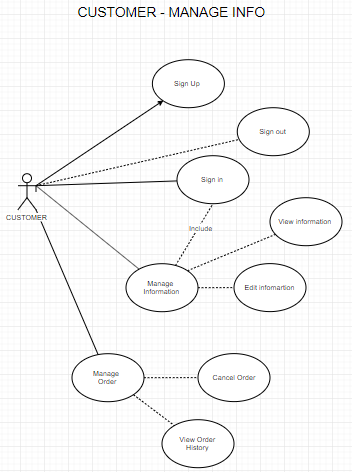 CUSTOMER - MANAGE INFO
Sign Up
Sign out
Sign in
CUSTOMER
View information
Include
Manage
Information
Edit infomartion
Manage
Order
Cancel Order
View Order
History